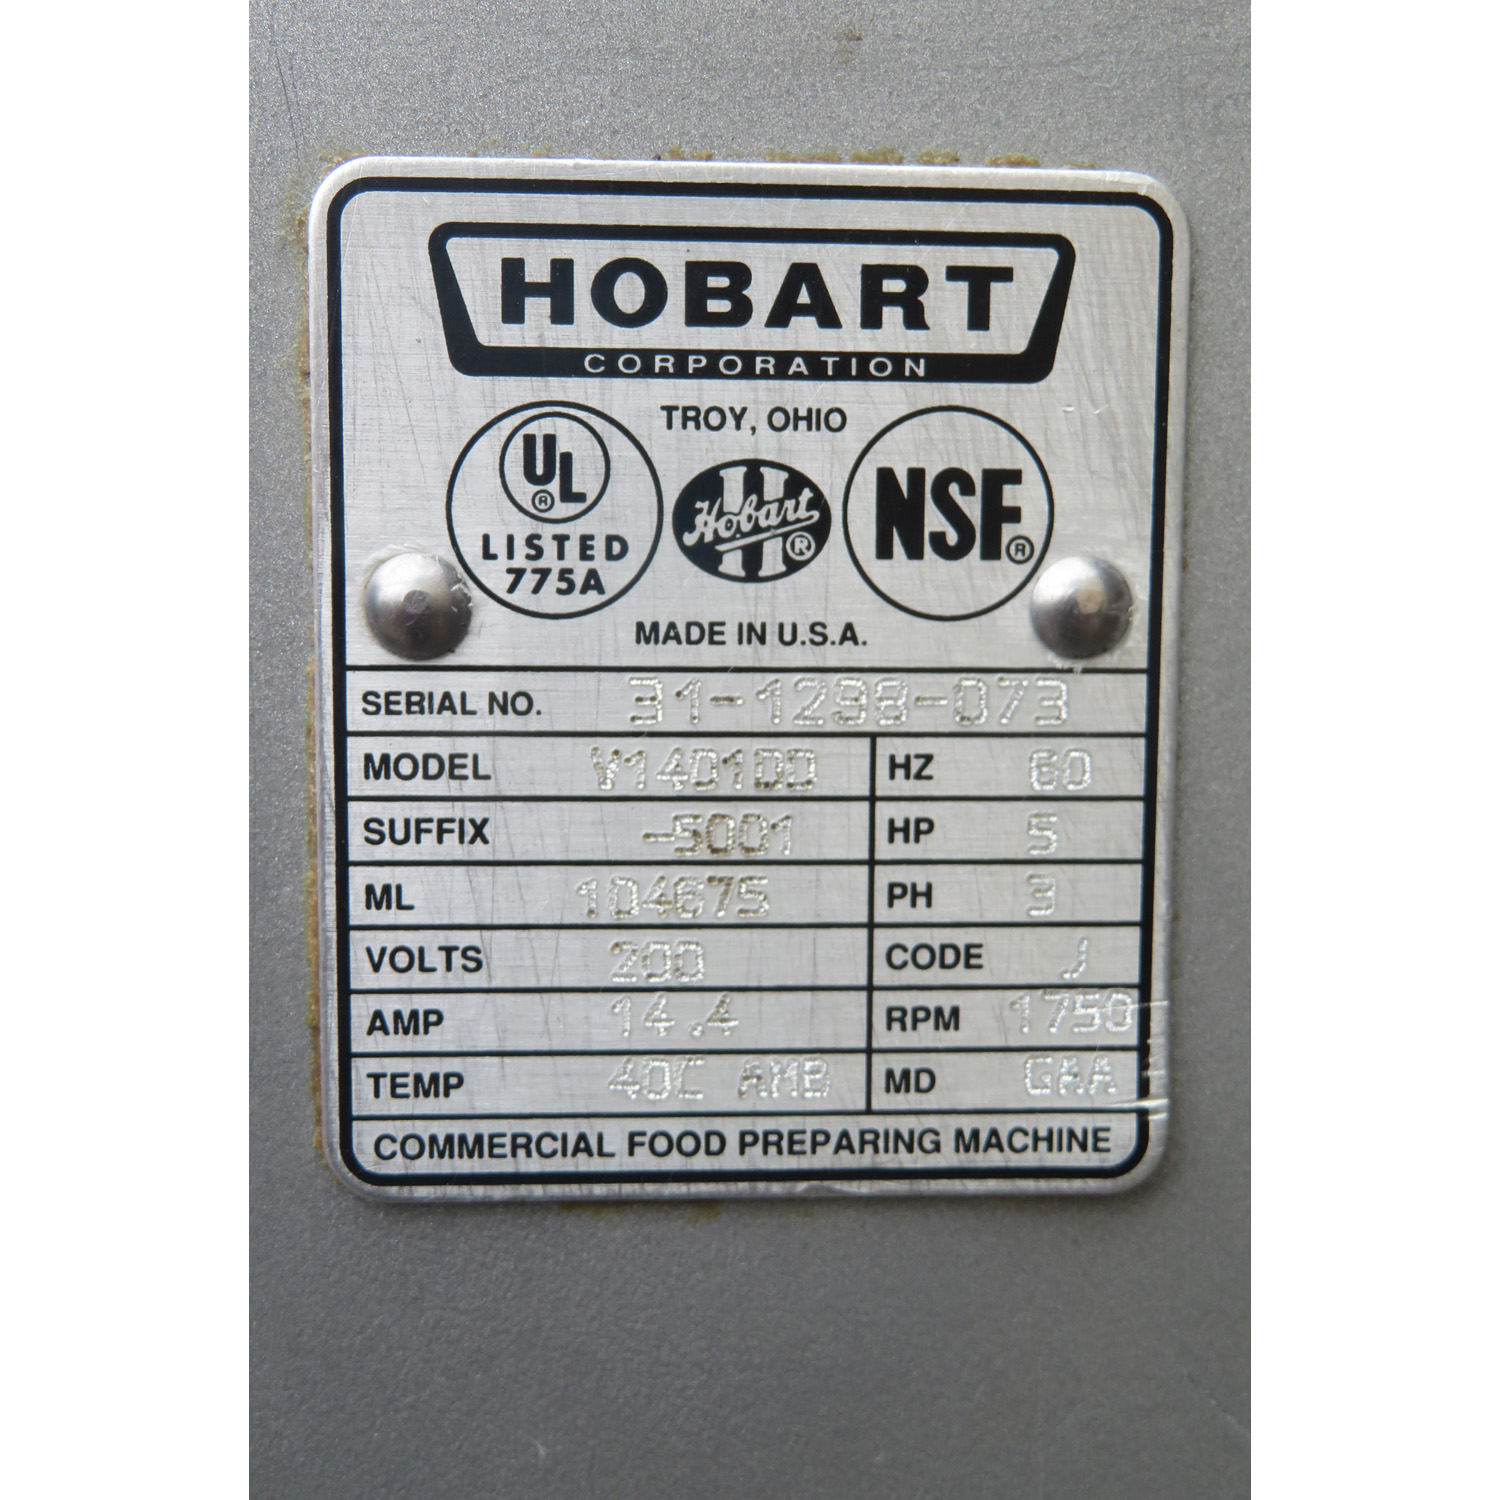 HOBART
CORPORATION
TROY, OHIO
UL ®
LISTED
775A
Hobart ®
NSF ®
MADE IN U.S.A.
SERIAL NO. 31-1298-073
MODEL V1401DD HZ 60
SUFFIX -5001 HP 5
ML 104675 PH 3
VOLTS 200 CODE J
AMP 14.4 RPM 1750
TEMP 40C AMB MD GAA
COMMERCIAL FOOD PREPARING MACHINE